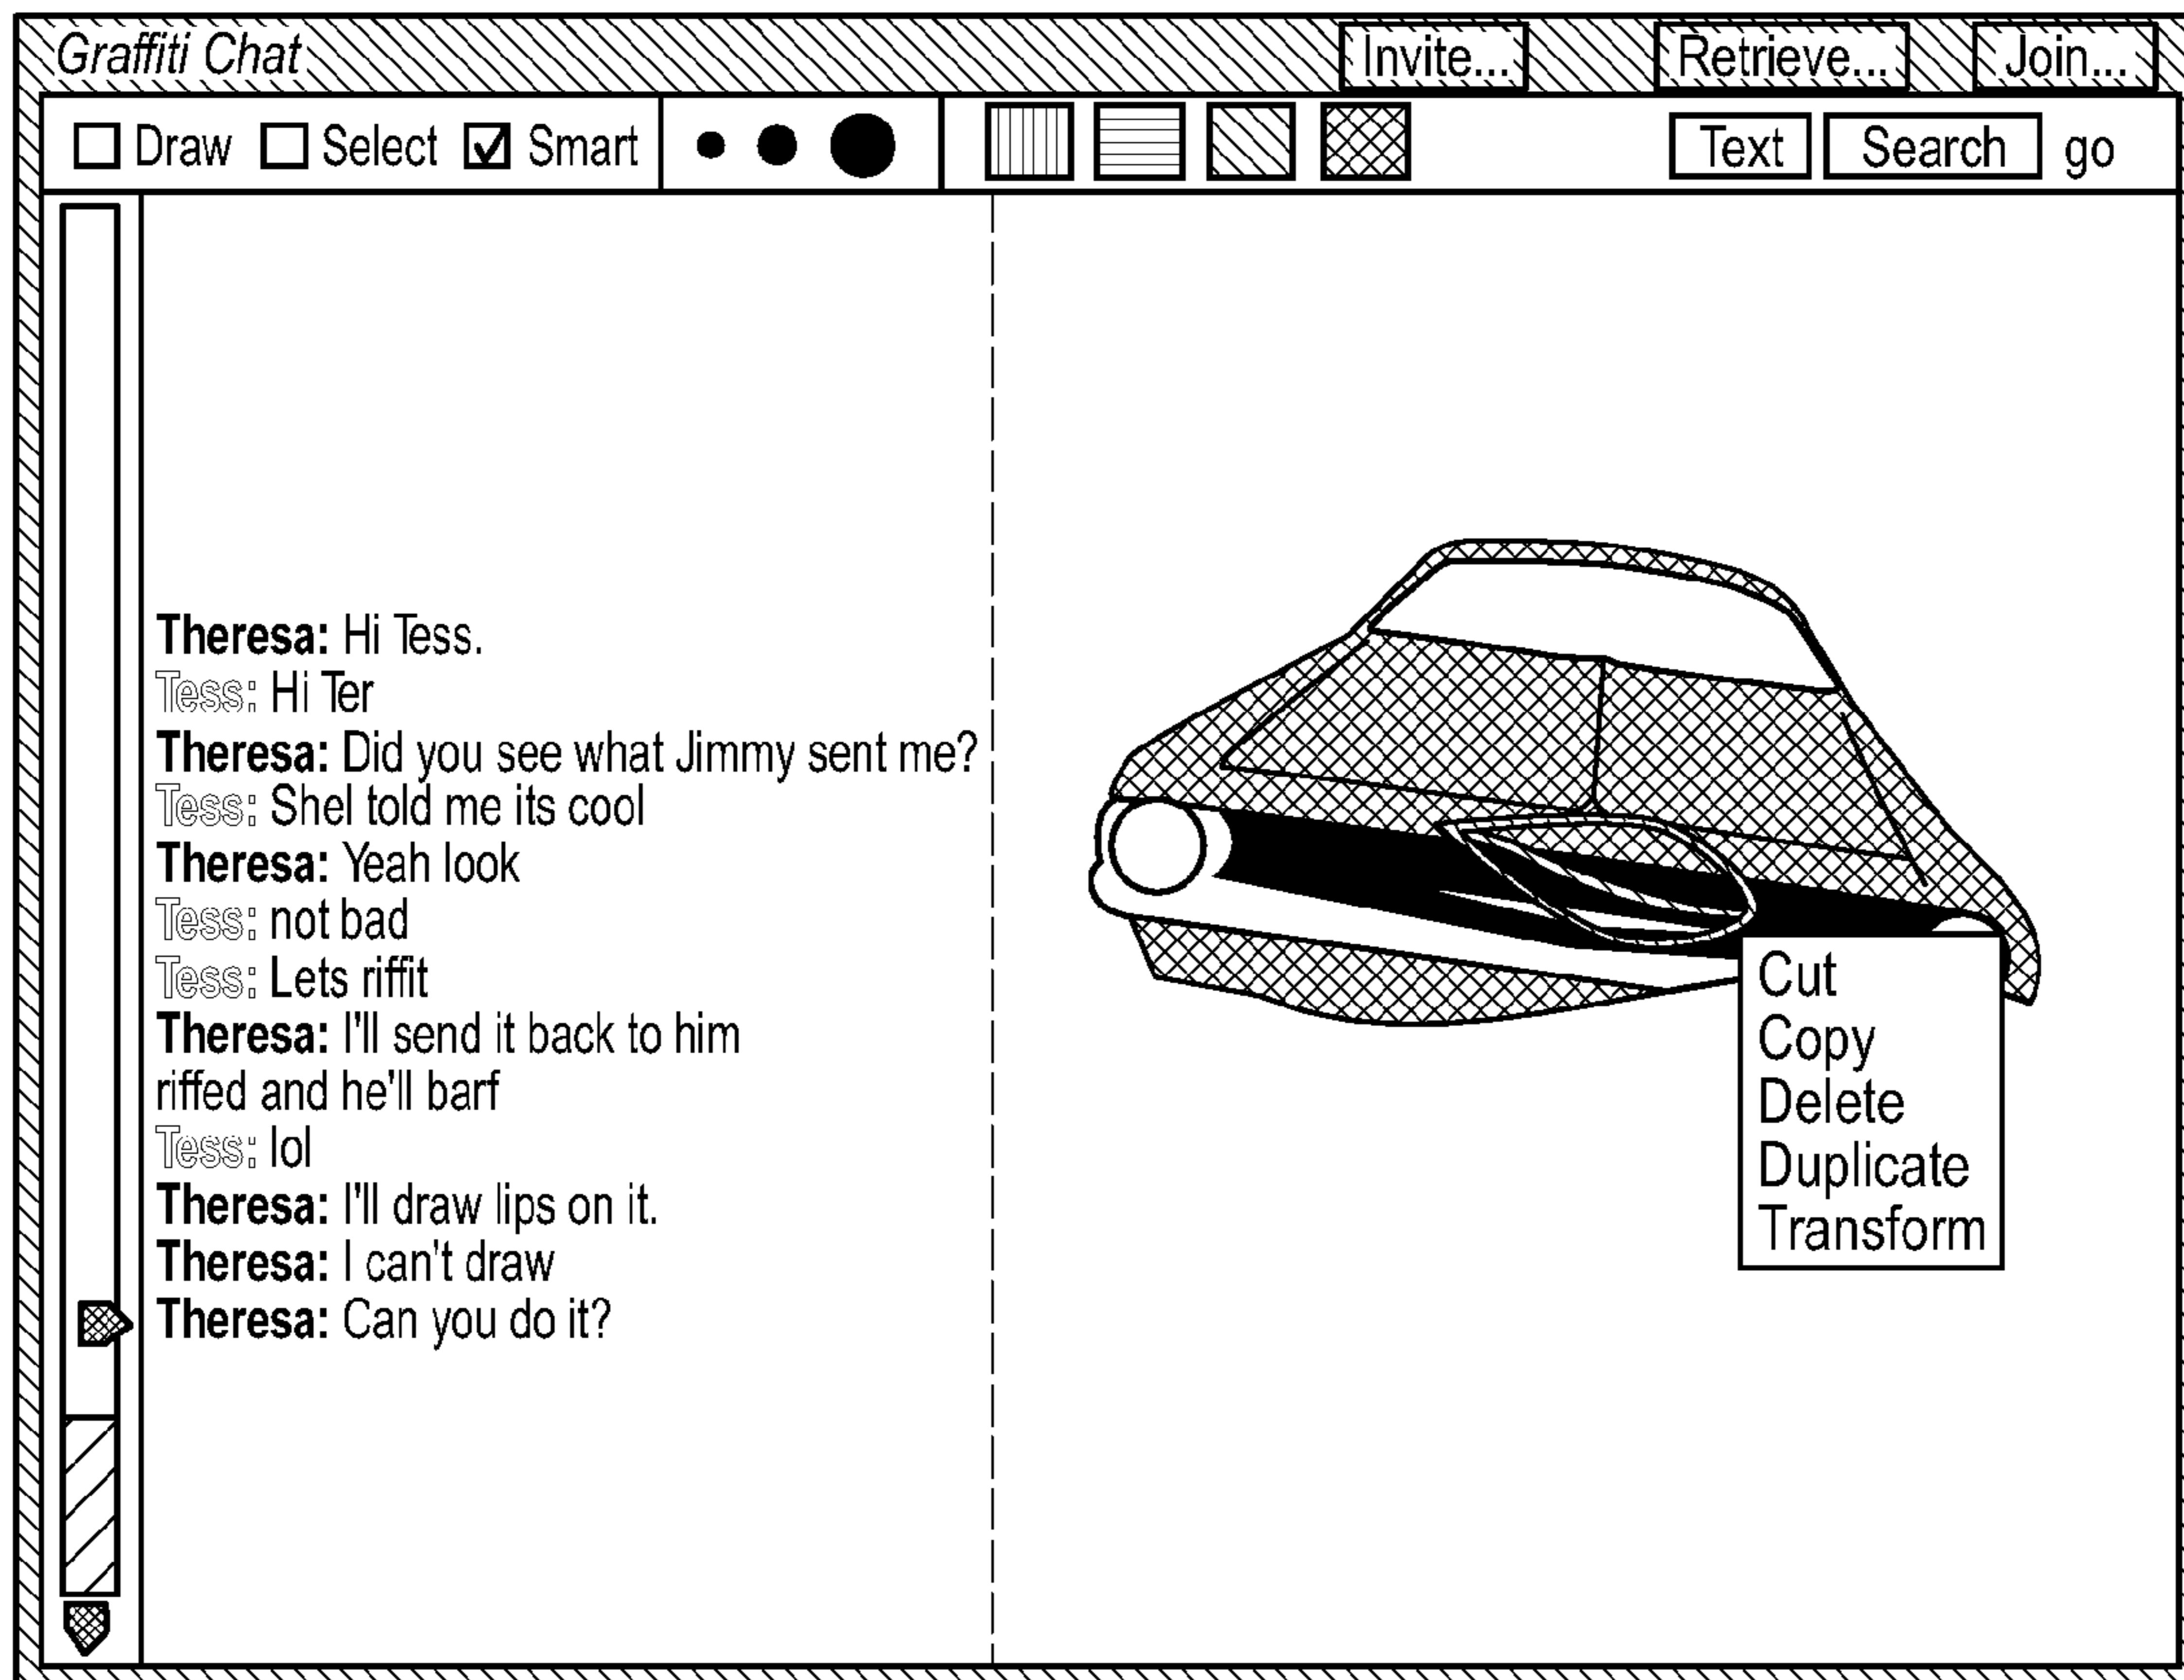 Graffiti Chat Invite... Retrieve... Join...
Draw Select Smart Text Search go
Theresa: Hi Tess.
Tess: Hi Ter
Theresa: Did you see what Jimmy sent me?
Tess: Shel told me its cool
Theresa: Yeah look
Tess: not bad
Tess: Lets riffit
Theresa: I'll send it back to him
riffed and he'll barf
Tess: lol
Theresa: I'll draw lips on it.
Theresa: I can't draw
Theresa: Can you do it?
Cut
Copy
Delete
Duplicate
Transform